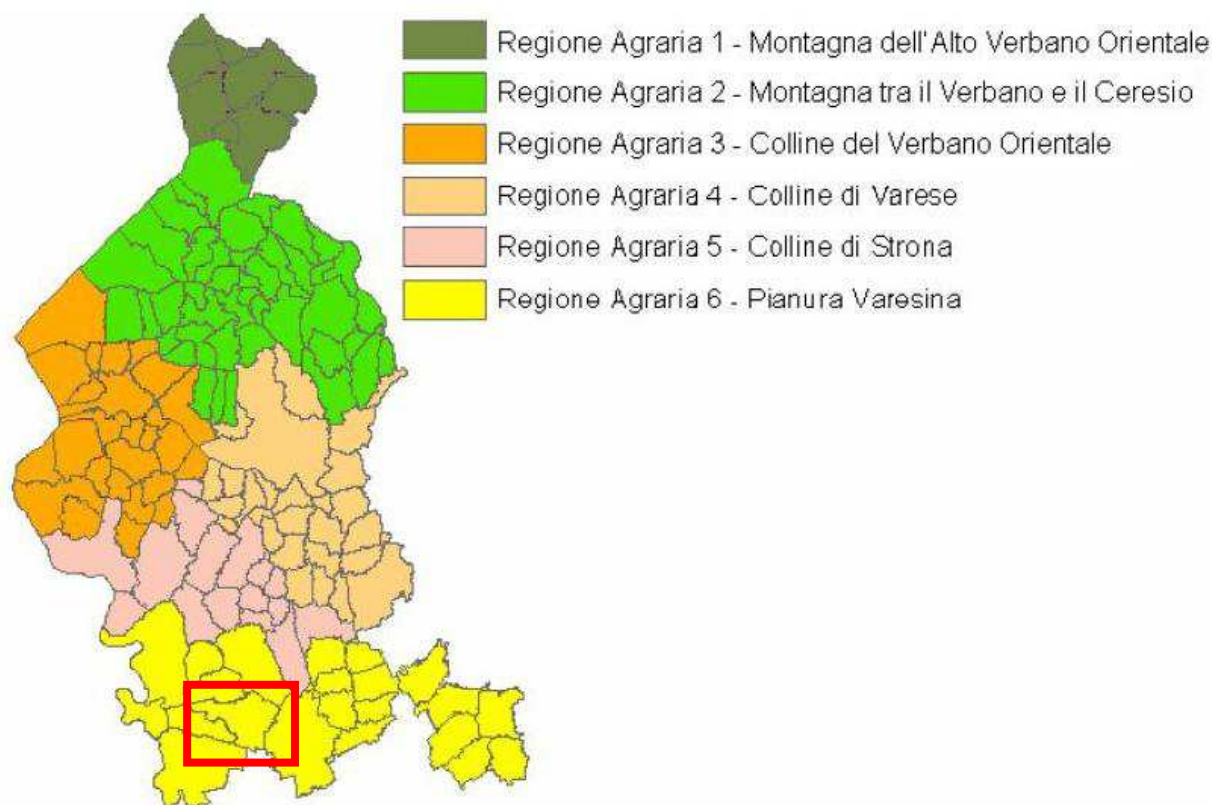 Regione Agraria 1 - Montagna dell'Alto Verbano Orientale
Regione Agraria 2 - Montagna tra il Verbano e il Ceresio
Regione Agraria 3 - Colline del Verbano Orientale
Regione Agraria 4 - Colline di Varese
Regione Agraria 5 - Colline di Strona
Regione Agraria 6 - Pianura Varesina